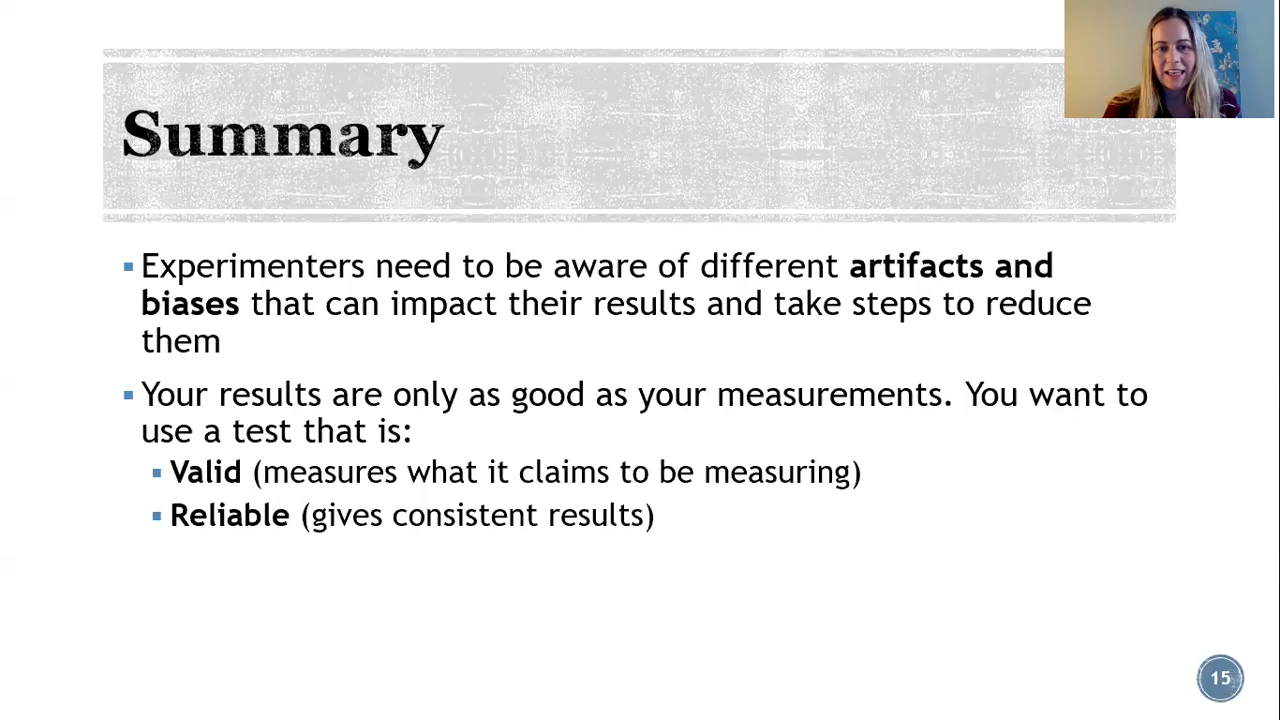 Summary
Experimenters need to be aware of different artifacts and
biases that can impact their results and take steps to reduce
them
Your results are only as good as your measurements. You want to
use a test that is:
Valid (measures what it claims to be measuring)
Reliable (gives consistent results)
15